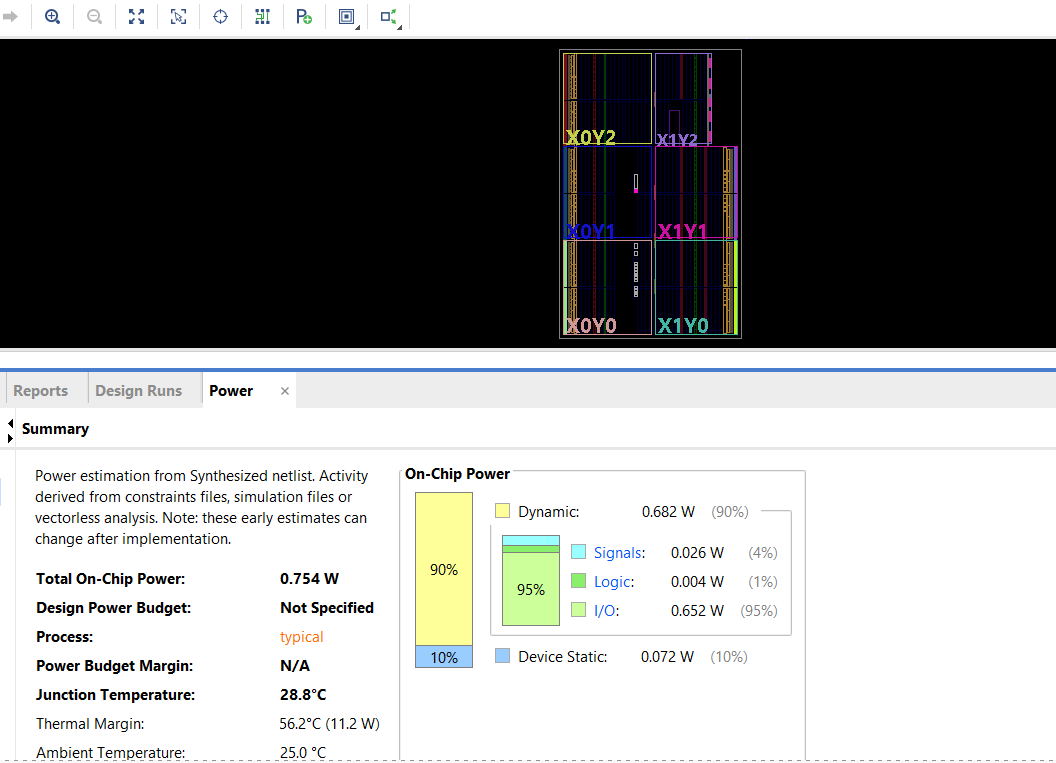 X0Y2 X1Y2
X0Y1 X1Y1
X0Y0 X1Y0
Reports Design Runs Power
Summary
Power estimation from Synthesized netlist. Activity
derived from constraints files, simulation files or
vectorless analysis. Note: these early estimates can
change after implementation.
Total On-Chip Power: 0.754 W
Design Power Budget: Not Specified
Process: typical
Power Budget Margin: N/A
Junction Temperature: 28.8°C
Thermal Margin: 56.2°C (11.2 W)
Ambient Temperature: 25.0 °C
On-Chip Power
Dynamic: 0.682 W (90%)
Signals: 0.026 W (4%)
Logic: 0.004 W (1%)
I/O: 0.652 W (95%)
Device Static: 0.072 W (10%)
90%
10%
95%